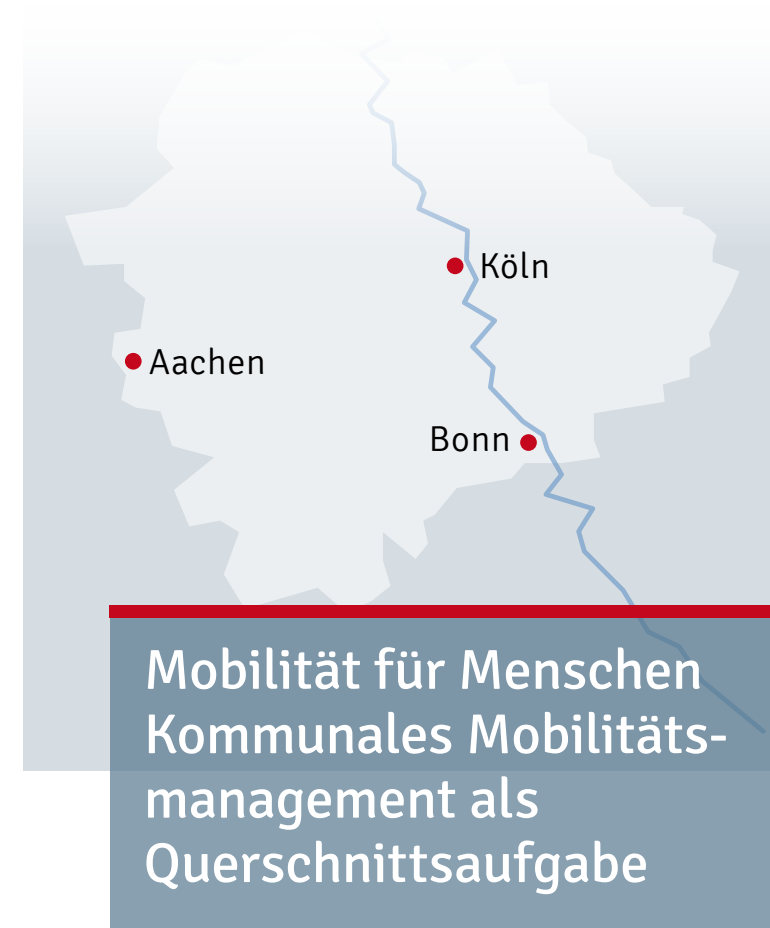 Köln
Aachen
Bonn
Mobilität für Menschen
Kommunales Mobilitäts-
management als
Querschnittsaufgabe